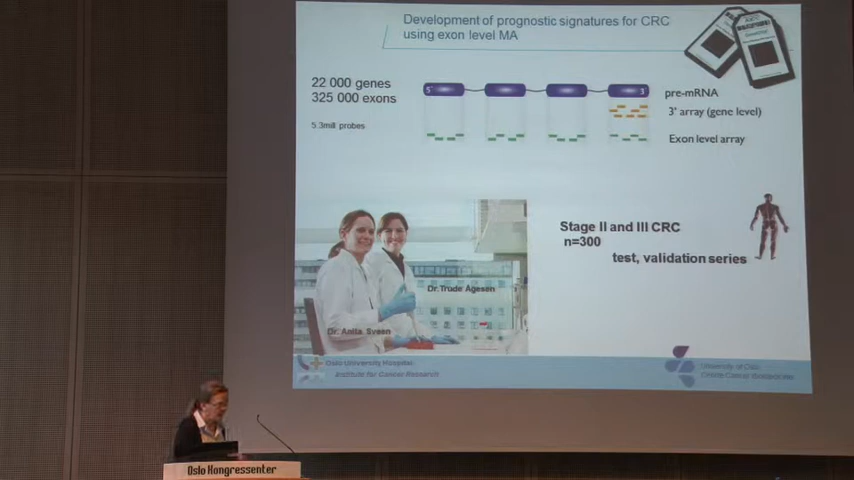 Development of prognostic signatures for CRC
using exon level MA
22 000 genes
325 000 exons
5.3mill probes
5'
3'
pre-mRNA
3' array (gene level)
Exon level array
Stage II and III CRC
n=300
test, validation series
Dr. Trude Ågesen
Dr. Anita Sveen
Oslo University Hospital
Institute for Cancer Research
University of Oslo
Oslo Kongressenter